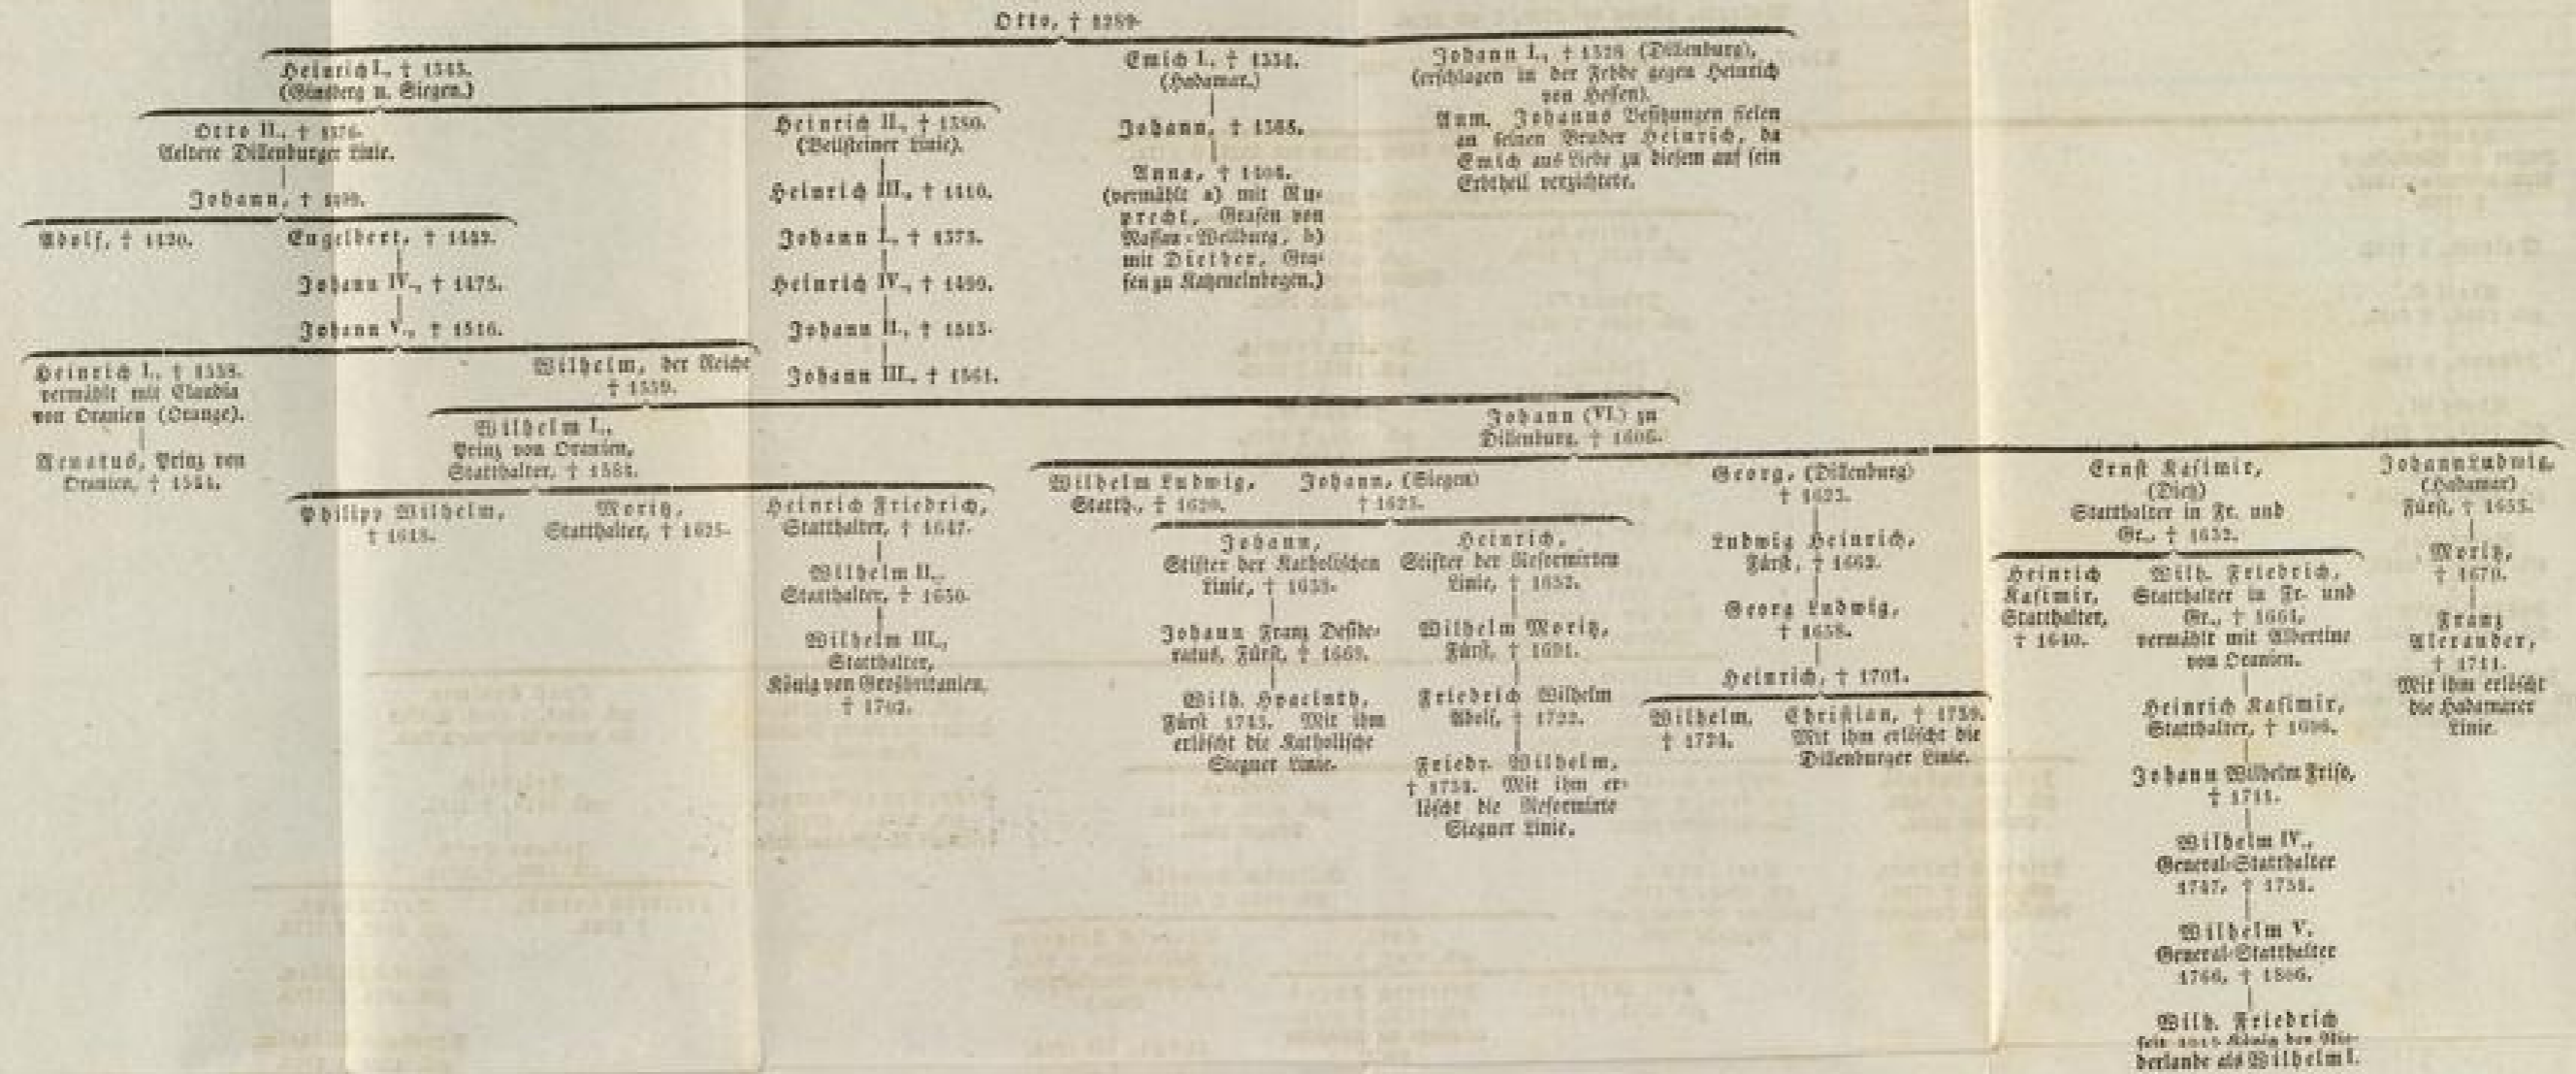 Otto, † 1289.
Heinrich I., † 1343.
(Ginsberg u. Siegen.)
Emich I., † 1334.
(Hadamar.)
Johann I., † 1328 (Dillenburg),
(erschlagen in der Fehde gegen Heinrich
von Hessen).
Anm. Johanns Besitzungen fielen
an seinen Bruder Heinrich, da
Emich aus Liebe zu diesem auf sein
Erbtheil verzichtete.
Otto II., †
Aeltere Dillenburger Linie.
Johann, †
Adolf, † 1420.
Engelbert, † 1442.
Johann IV., † 1475.
Johann V., † 1516.
Heinrich II., † 1380.
(Beilsteiner Linie).
Heinrich III., † 1410.
Johann I., † 1373.
Heinrich IV., † 1499.
Johann II., † 1513.
Johann III., † 1561.
Johann, † 1365.
Anna, † 1404.
(vermählt a) mit Ru-
precht, Grafen von
Nassau-Weilburg, b)
mit Diether, Gra-
fen zu Katzenelnbogen.)
Heinrich I., † 1538.
vermählt mit Claudia
von Oranien (Orange).
Renatus, Prinz von
Oranien, † 1544.
Wilhelm, der Reiche
† 1559.
Wilhelm I.,
Prinz von Oranien,
Statthalter, † 1584.
Johann (VI.) zu
Dillenburg, † 1606.
Philipp Wilhelm,
† 1618.
Moritz,
Statthalter, † 1625.
Heinrich Friedrich,
Statthalter, † 1647.
Wilhelm II.,
Statthalter, † 1650.
Wilhelm III.,
Statthalter,
König von Großbritanien,
† 1702.
Wilhelm Ludwig,
Statth., † 1620.
Johann, (Siegen)
† 1623.
Georg, (Dillenburg)
† 1623.
Ernst Kasimir,
(Dietz)
Statthalter in Fr. und
Gr., † 1632.
Johann Ludwig,
(Hadamar)
Fürst, † 1653.
Johann,
Stifter der Katholischen
Linie, † 1638.
Johann Franz Deside-
ratus, Fürst, † 1669.
Wilh. Hyacinth,
Fürst 1743. Mit ihm
erlöscht die Katholische
Siegner Linie.
Heinrich,
Stifter der Reformirten
Linie, † 1652.
Wilhelm Moritz,
Fürst, † 1691.
Friedrich Wilhelm
Adolf, † 1722.
Friedr. Wilhelm,
† 1734. Mit ihm er-
löscht die Reformirte
Siegner Linie.
Ludwig Heinrich,
Fürst, † 1662.
Georg Ludwig,
† 1658.
Heinrich, † 1701.
Wilhelm,
† 1724.
Christian, † 1739.
Mit ihm erlöscht die
Dillenburger Linie.
Heinrich
Kasimir,
Statthalter,
† 1640.
Wilh. Friedrich,
Statthalter in Fr. und
Gr., † 1664,
vermählt mit Albertine
von Oranien.
Heinrich Kasimir,
Statthalter, † 1696.
Johann Wilhelm Friso,
† 1711.
Wilhelm IV.,
General-Statthalter
1747, † 1751.
Wilhelm V.
General-Statthalter
1766, † 1806.
Wilh. Friedrich
seit 1815 König der Nie-
derlande als Wilhelm I.
Moritz,
† 1679.
Franz
Alexander,
† 1711.
Mit ihm erlöscht
die Hadamarer
Linie.